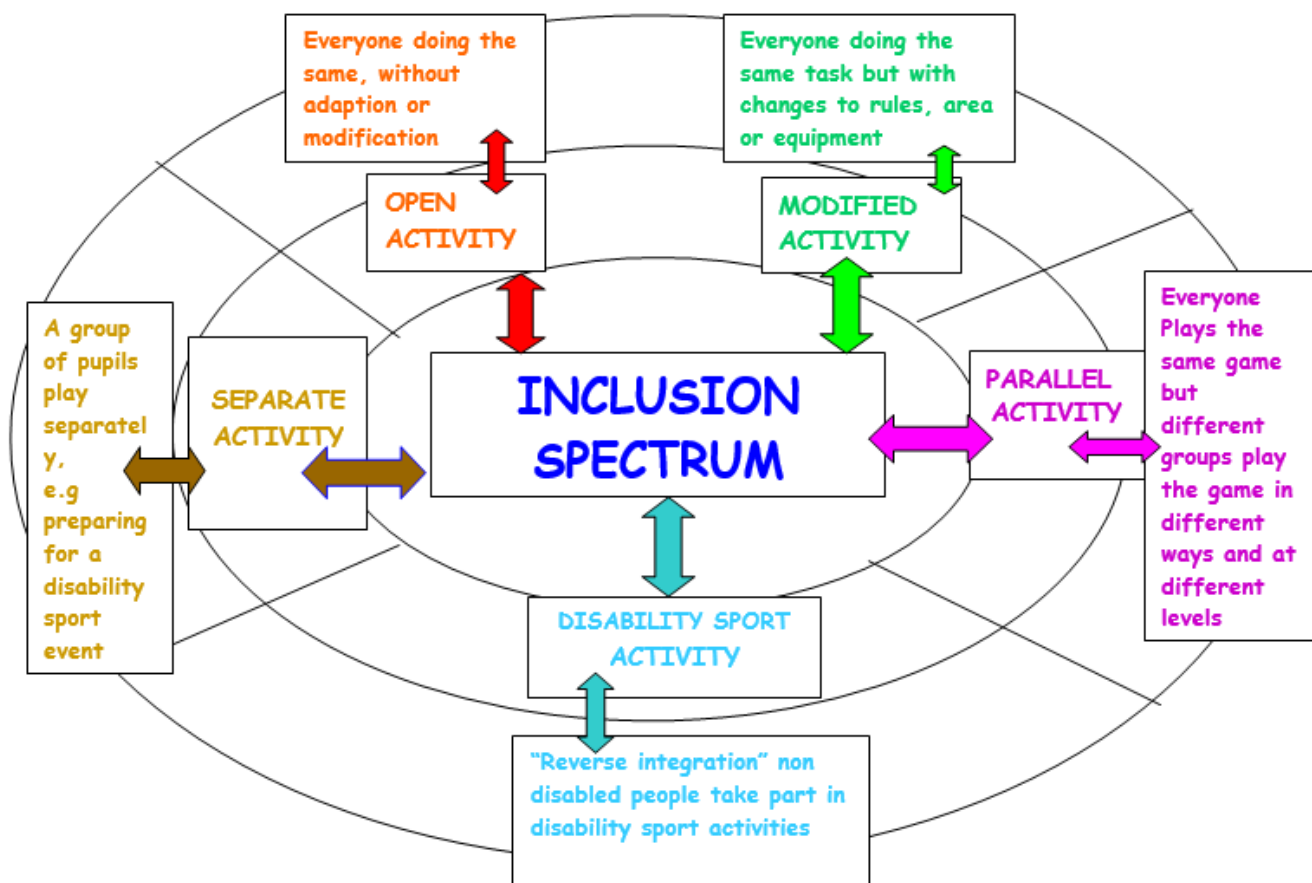 Everyone doing the
same, without
adaption or
modification
Everyone doing the
same task but with
changes to rules, area
or equipment
OPEN
ACTIVITY
MODIFIED
ACTIVITY
A group
of pupils
play
separatel
y,
e.g
preparing
for a
disability
sport
event
SEPARATE
ACTIVITY
INCLUSION
SPECTRUM
PARALLEL
ACTIVITY
Everyone
Plays the
same game
but
different
groups play
the game in
different
ways and at
different
levels
DISABILITY SPORT
ACTIVITY
“Reverse integration” non
disabled people take part in
disability sport activities